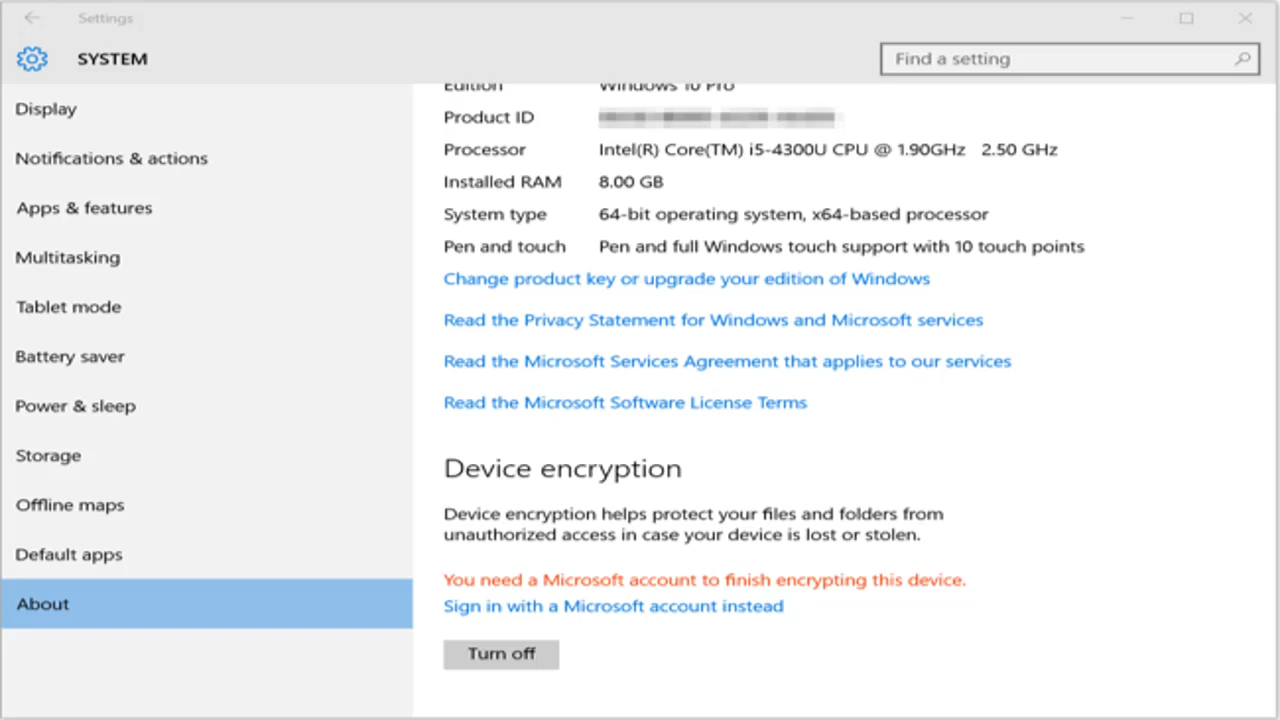 Settings
SYSTEM
Find a setting
Display
Notifications & actions
Apps & features
Multitasking
Tablet mode
Battery saver
Power & sleep
Storage
Offline maps
Default apps
About
Edition Windows 10 Pro
Product ID
Processor Intel(R) Core(TM) i5-4300U CPU @ 1.90GHz 2.50 GHz
Installed RAM 8.00 GB
System type 64-bit operating system, x64-based processor
Pen and touch Pen and full Windows touch support with 10 touch points
Change product key or upgrade your edition of Windows
Read the Privacy Statement for Windows and Microsoft services
Read the Microsoft Services Agreement that applies to our services
Read the Microsoft Software License Terms
Device encryption
Device encryption helps protect your files and folders from
unauthorized access in case your device is lost or stolen.
You need a Microsoft account to finish encrypting this device.
Sign in with a Microsoft account instead
Turn off